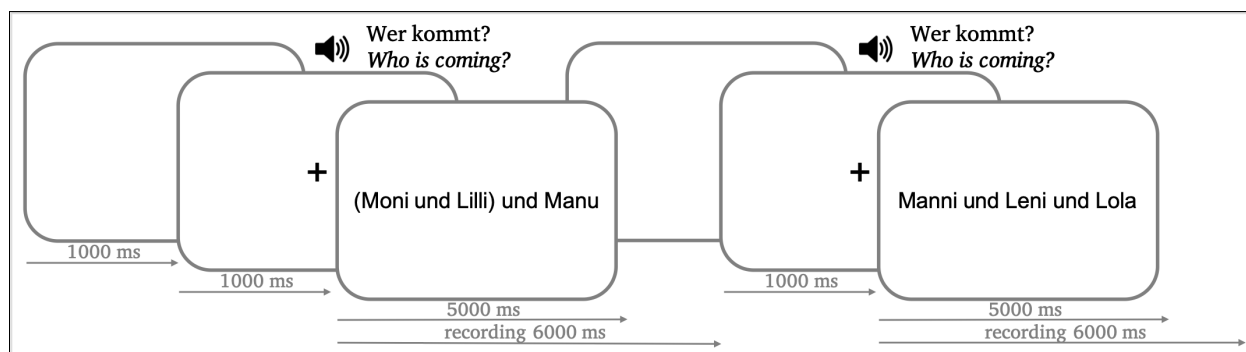 Wer kommt?
Who is coming?
+
(Moni und Lilli) und Manu
1000 ms
1000 ms
5000 ms
recording 6000 ms
Wer kommt?
Who is coming?
+
Manni und Leni und Lola
1000 ms
5000 ms
recording 6000 ms